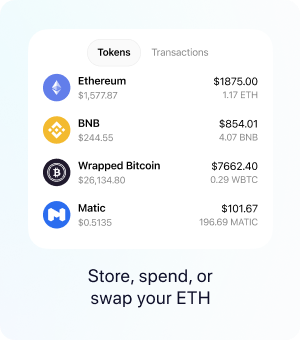 Tokens Transactions
Ethereum $1875.00
$1,577.87 1.17 ETH
BNB $854.01
$244.55 4.07 BNB
Wrapped Bitcoin $7662.40
$26,134.80 0.29 WBTC
Matic $101.67
$0.5135 196.69 MATIC
Store, spend, or
swap your ETH